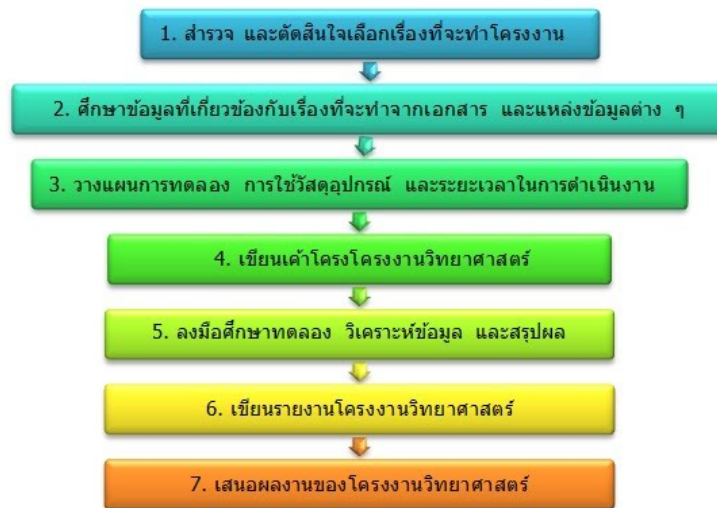 1. สำรวจ และตัดสินใจเลือกเรื่องที่จะทำโครงงาน
2. ศึกษาข้อมูลที่เกี่ยวข้องกับเรื่องที่จะทำจากเอกสาร และแหล่งข้อมูลต่าง ๆ
3. วางแผนการทดลอง การใช้วัสดุอุปกรณ์ และระยะเวลาในการดำเนินงาน
4. เขียนเค้าโครงโครงงานวิทยาศาสตร์
5. ลงมือศึกษาทดลอง วิเคราะห์ข้อมูล และสรุปผล
6. เขียนรายงานโครงงานวิทยาศาสตร์
7. เสนอผลงานของโครงงานวิทยาศาสตร์